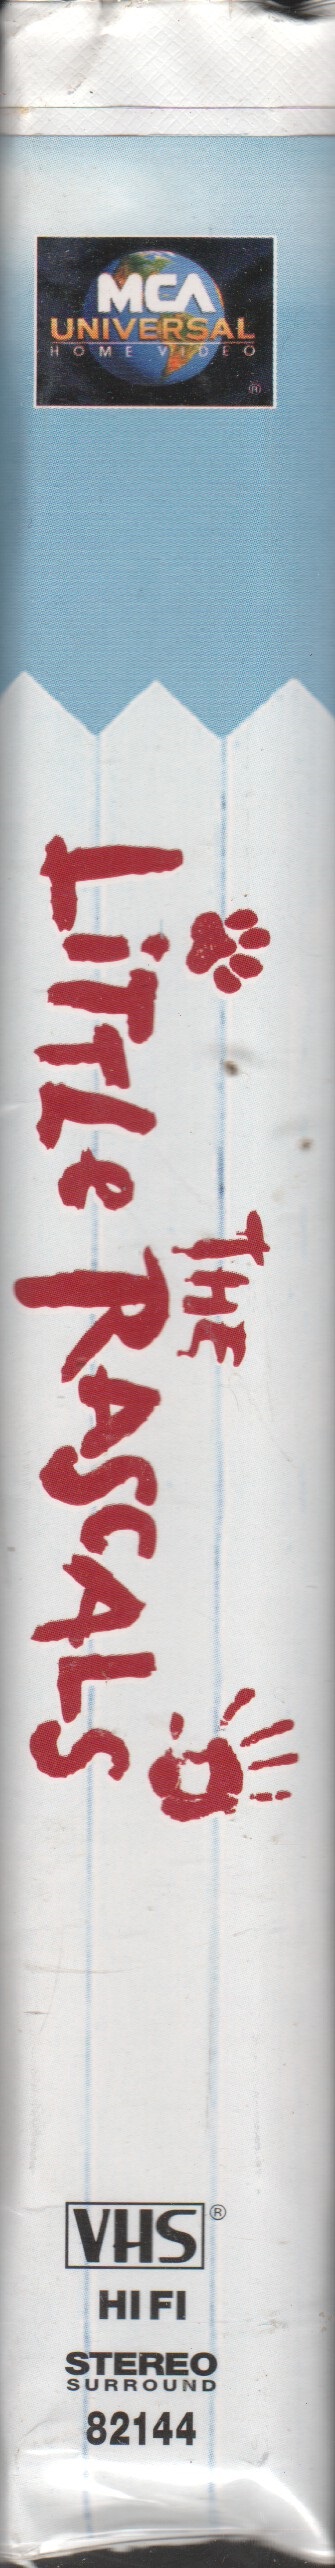 MCA
UNIVERSAL
HOME VIDEO
®
THE
LiTTLe RASCALS
VHS®
HI FI
STEREO
SURROUND
82144